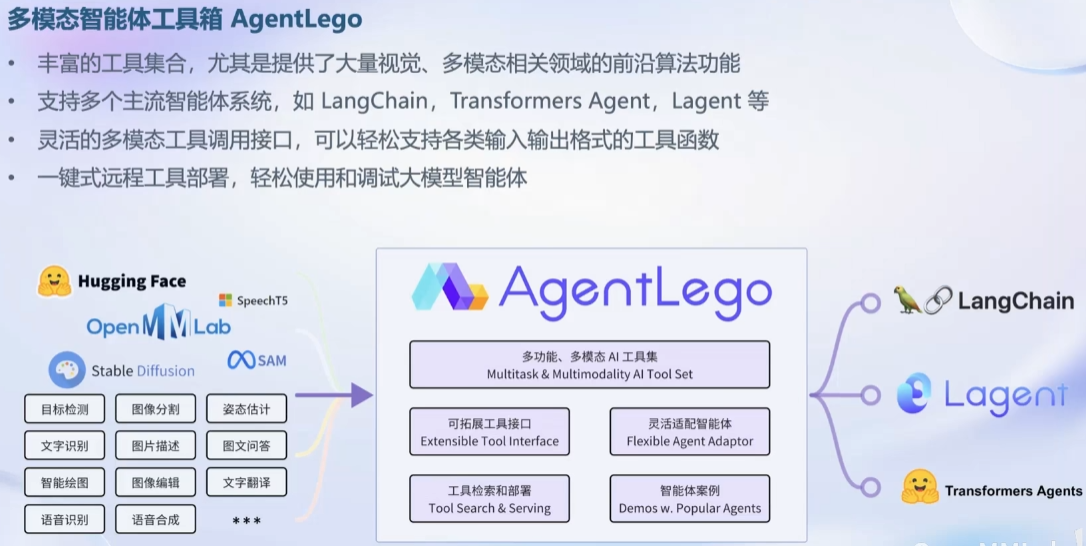 多模态智能体工具箱 AgentLego
• 丰富的工具集合，尤其是提供了大量视觉、多模态相关领域的前沿算法功能
• 支持多个主流智能体系统，如 LangChain，Transformers Agent，Lagent 等
• 灵活的多模态工具调用接口，可以轻松支持各类输入输出格式的工具函数
• 一键式远程工具部署，轻松使用和调试大模型智能体
Hugging Face
SpeechT5
OpenMMLab
Stable Diffusion
SAM
目标检测
图像分割
姿态估计
文字识别
图片描述
图文问答
智能绘图
图像编辑
文字翻译
语音识别
语音合成
***
AgentLego
多功能、多模态 AI 工具集
Multitask & Multimodality AI Tool Set
可拓展工具接口
Extensible Tool Interface
灵活适配智能体
Flexible Agent Adaptor
工具检索和部署
Tool Search & Serving
智能体案例
Demos w. Popular Agents
LangChain
Lagent
Transformers Agents